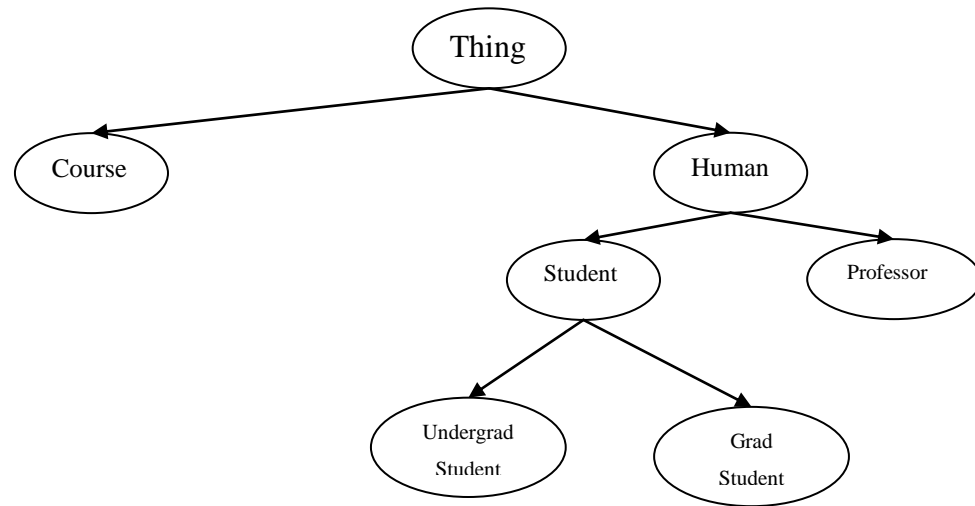 Thing
Course
Human
Student
Professor
Undergrad
Student
Grad
Student